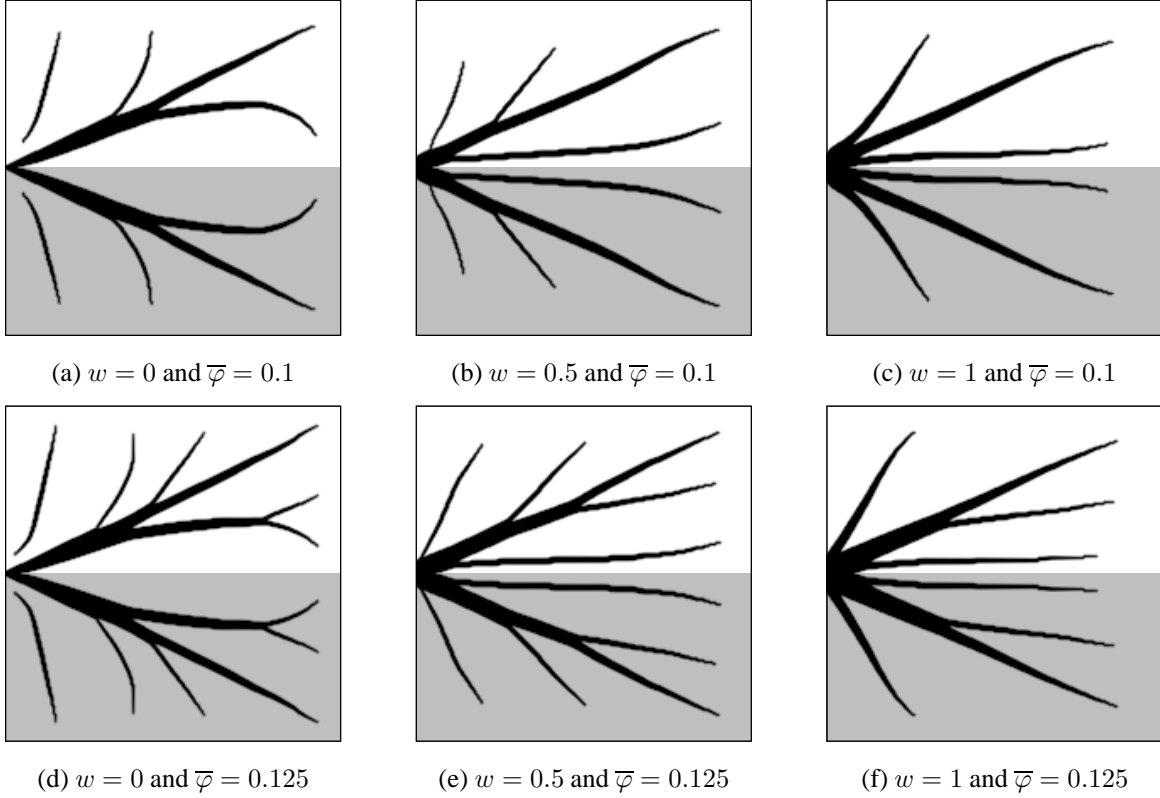 (a) w = 0 and φ̅ = 0.1
(b) w = 0.5 and φ̅ = 0.1
(c) w = 1 and φ̅ = 0.1
(d) w = 0 and φ̅ = 0.125
(e) w = 0.5 and φ̅ = 0.125
(f) w = 1 and φ̅ = 0.125